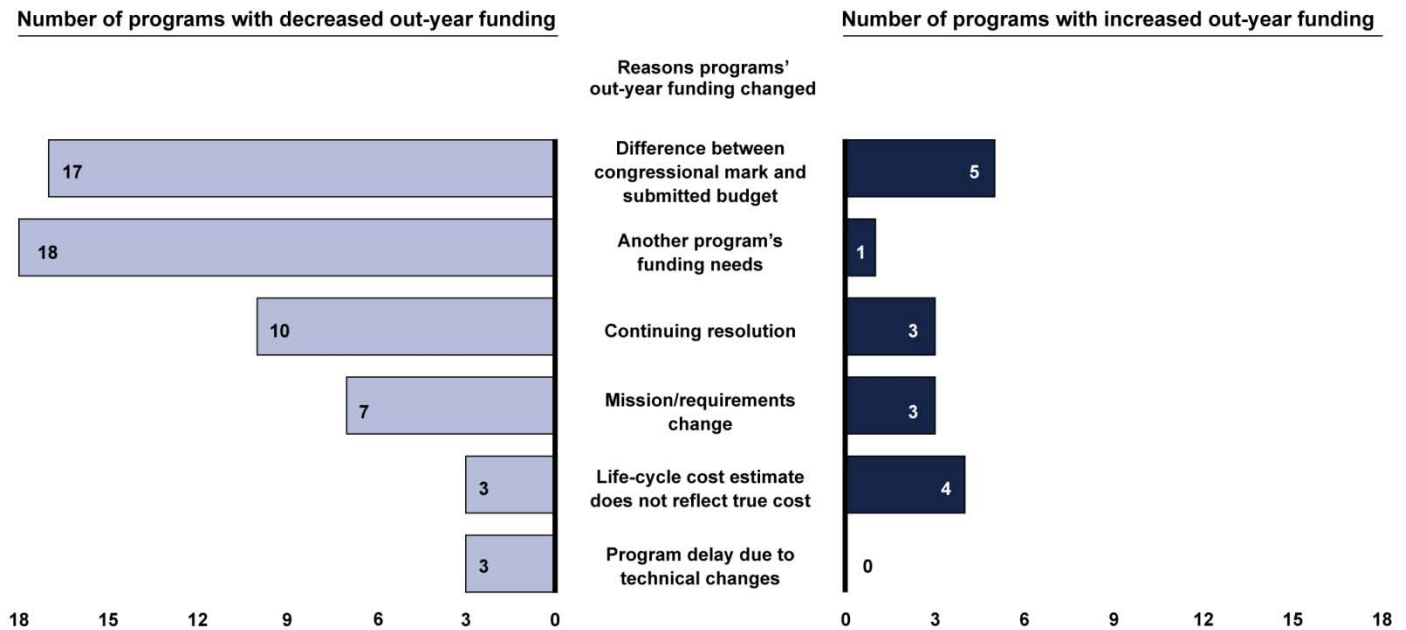 Number of programs with decreased out-year funding
Number of programs with increased out-year funding
Reasons programs’
out-year funding changed
17
Difference between
congressional mark and
submitted budget
5
18
Another program’s
funding needs
1
10
Continuing resolution
3
7
Mission/requirements
change
3
3
Life-cycle cost estimate
does not reflect true cost
4
3
Program delay due to
technical changes
0
18 15 12 9 6 3 0
0 3 6 9 12 15 18